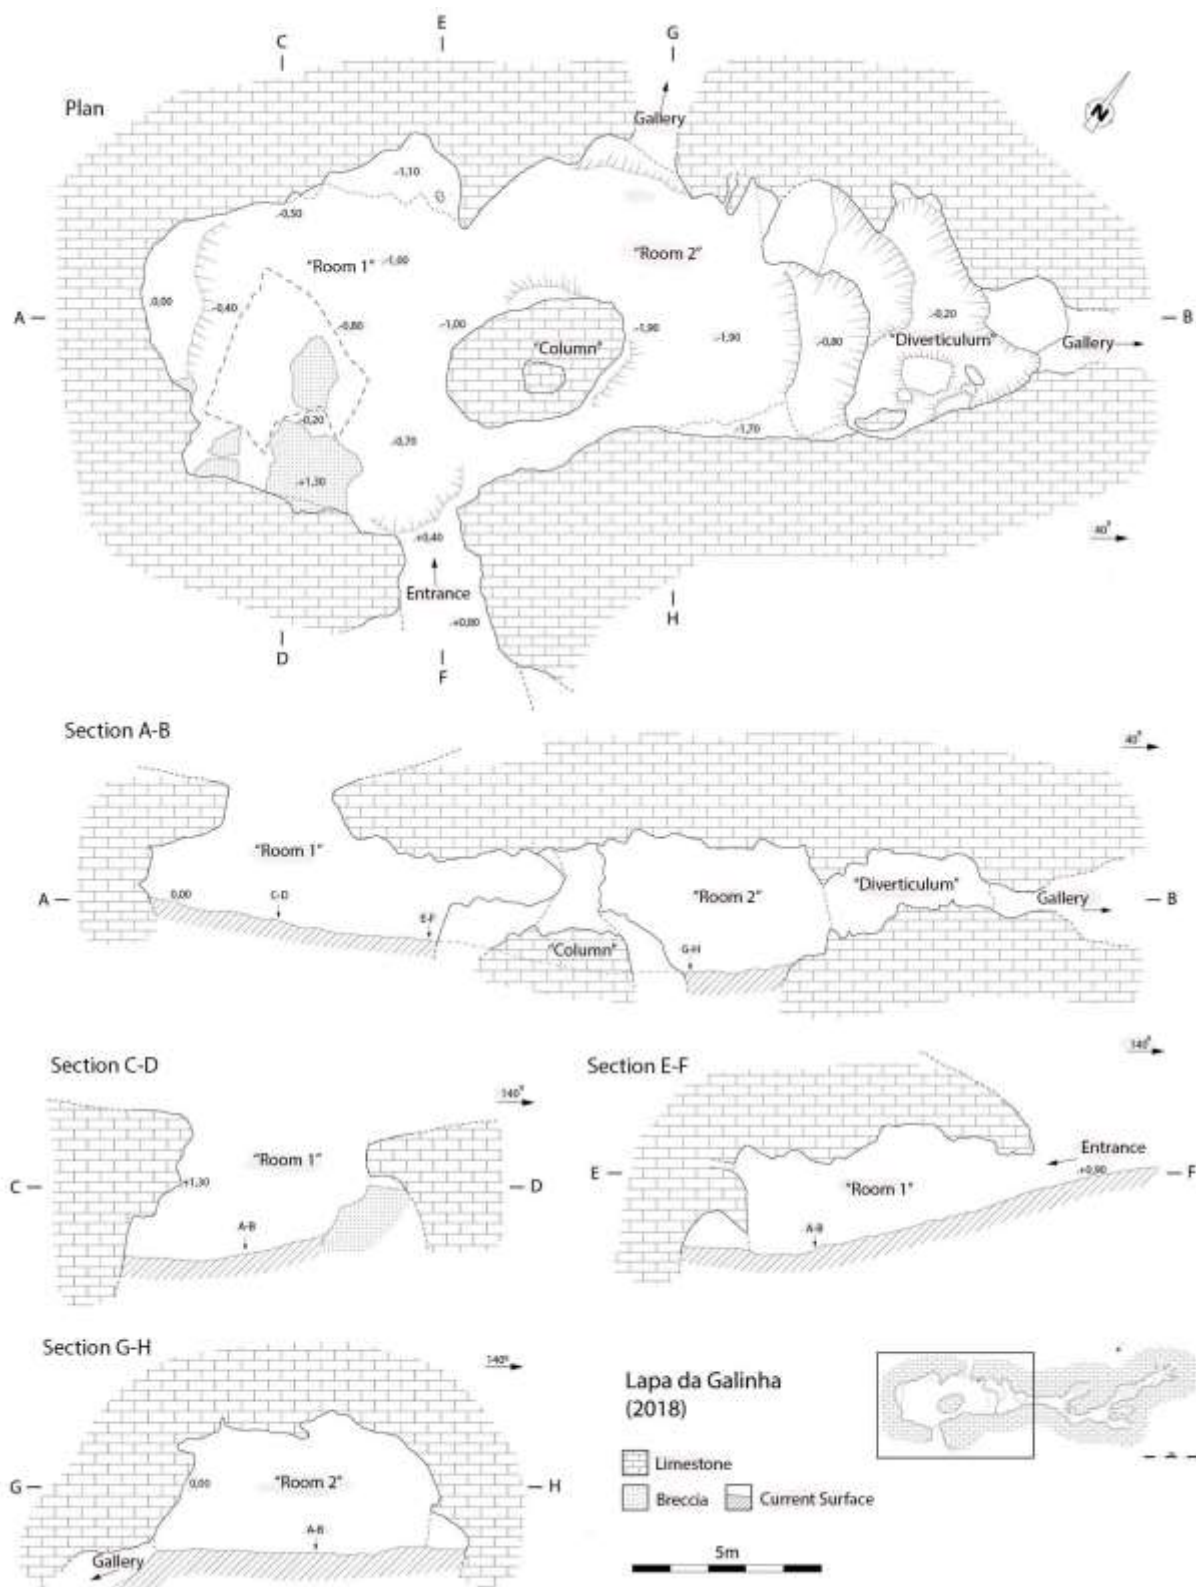 C
E
G
Plan
Gallery
N
-1,10
-0,50
"Room 1"
-1,00
"Room 2"
0,00
-0,40
A
B
-0,80
-1,00
"Column"
-1,90
-1,90
-0,80
-0,20
"Diverticulum"
Gallery
-0,20
-0,70
-1,70
+1,30
+0,40
Entrance
+0,80
D
F
H
Section A-B
"Room 1"
A
0,00
C-D
E-F
"Column"
"Room 2"
G-H
"Diverticulum"
Gallery
B
Section C-D
"Room 1"
C
+1,30
D
A-B
Section E-F
Entrance
E
+0,90
F
"Room 1"
A-B
Section G-H
"Room 2"
G
0,00
H
A-B
Gallery
Lapa da Galinha
(2018)
Limestone
Breccia
Current Surface
5m